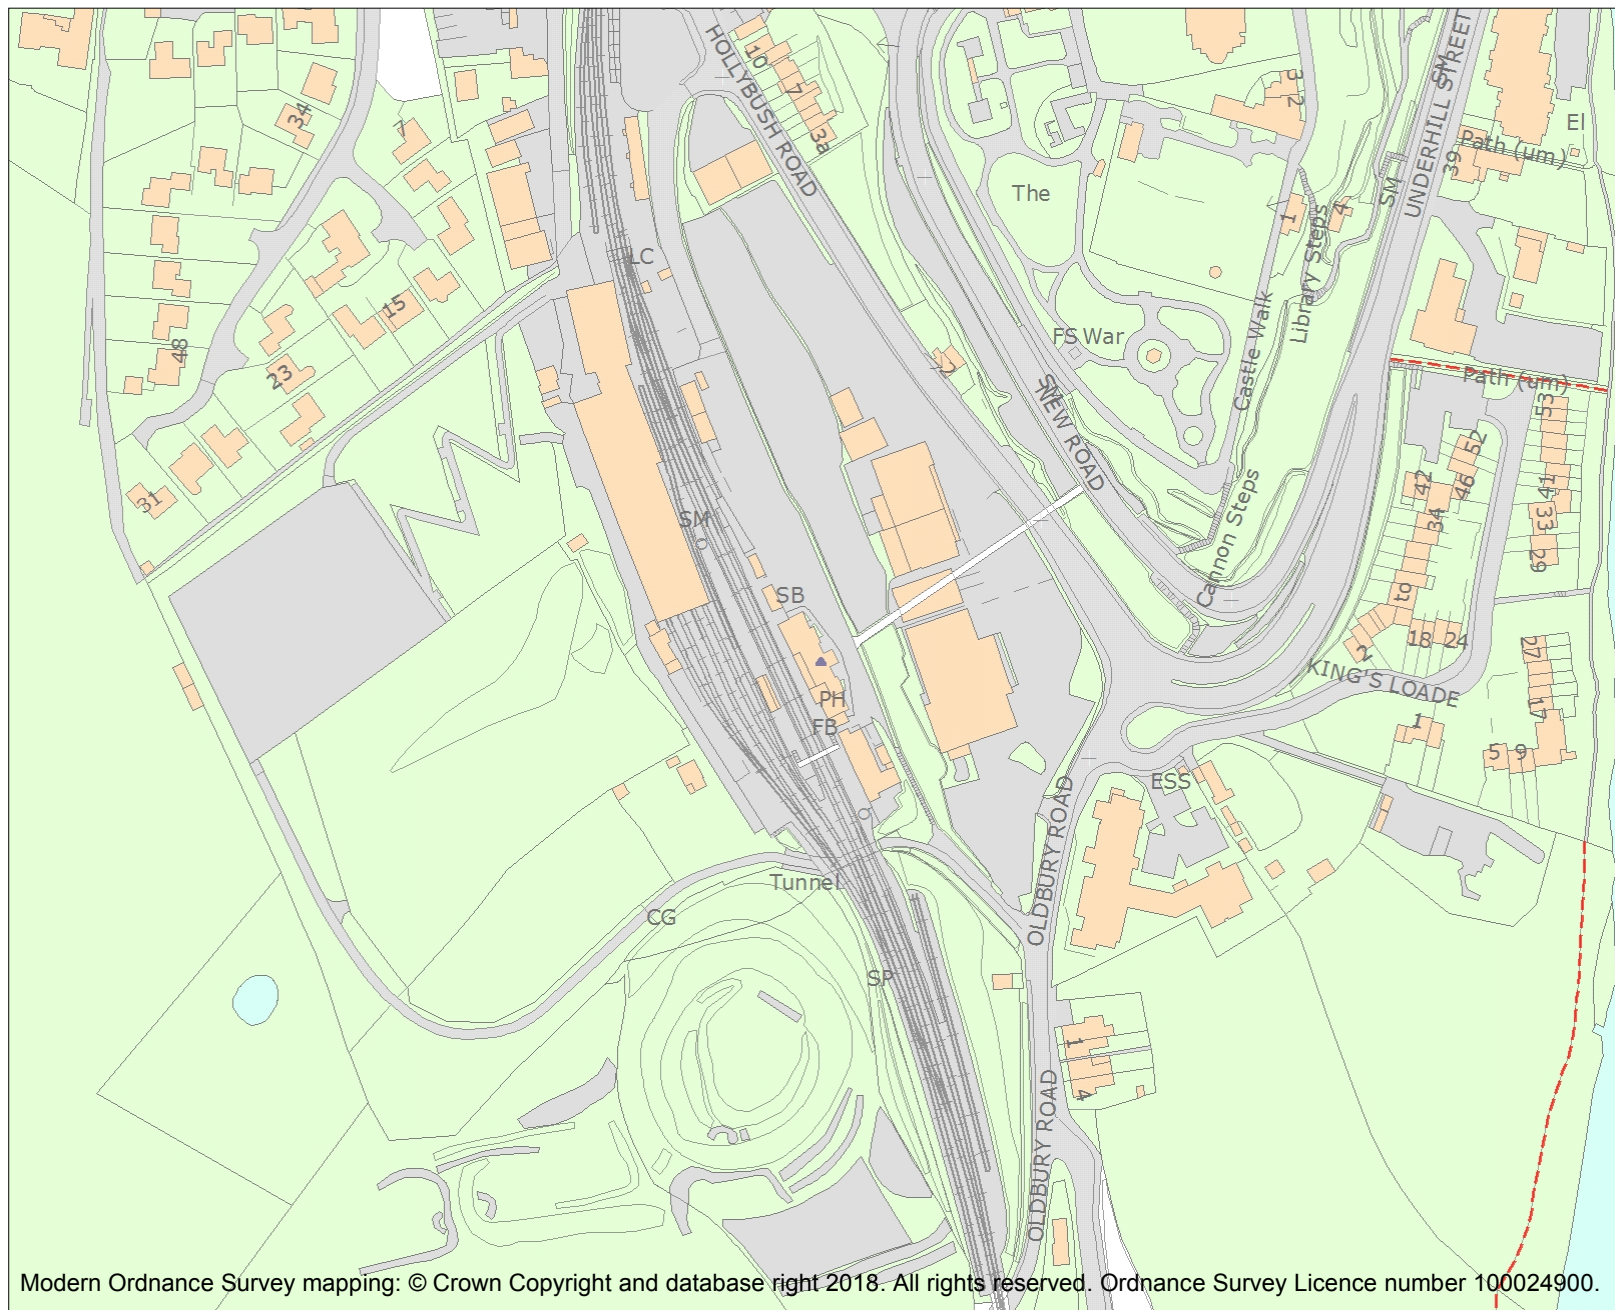 HOLLYBUSH ROAD
10
7
3a
3
2
SM
UNDERHILL STREET
El
Path (um)
39
34
7
The
SM
1
4
Library Steps
LC
15
48
23
FS War
Castle Walk
SM
NEW ROAD
Path (um)
53
52
42
46
41
34
33
29
31
SM
Cannon Steps
SB
to
18
24
2
27
KING'S LOADE
17
PH
FB
1
5
9
ESS
OLDBURY ROAD
Tunnel
CG
SP
1
4
OLDBURY ROAD
Modern Ordnance Survey mapping: © Crown Copyright and database right 2018. All rights reserved. Ordnance Survey Licence number 100024900.